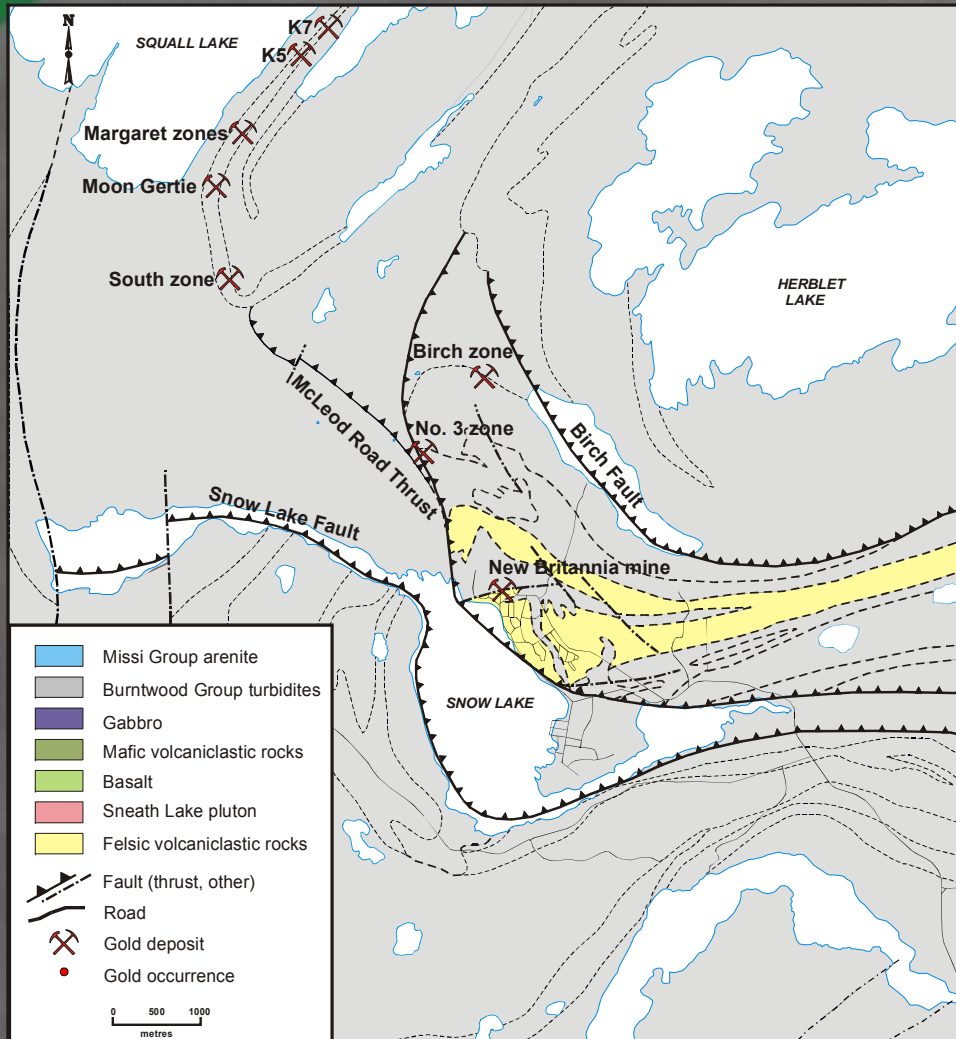 N
SQUALL LAKE
K7
K5
Margaret zones
Moon Gertie
South zone
HERBLET
LAKE
Birch zone
McLeod Road Thrust
No. 3 zone
Birch Fault
Snow Lake Fault
New Britannia mine
SNOW LAKE
Missi Group arenite
Burntwood Group turbidites
Gabbro
Mafic volcaniclastic rocks
Basalt
Sneath Lake pluton
Felsic volcaniclastic rocks
Fault (thrust, other)
Road
Gold deposit
Gold occurrence
0 500 1000
metres